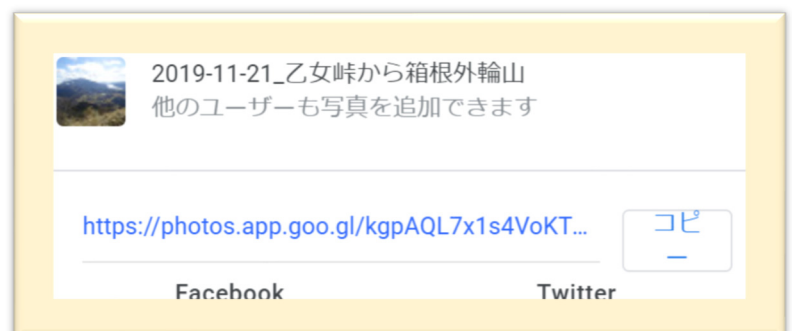 2019-11-21_乙女峠から箱根外輪山
他のユーザーも写真を追加できます
https://photos.app.goo.gl/kgpAQL7x1s4VoKT...
コピ
ー
Facebook Twitter